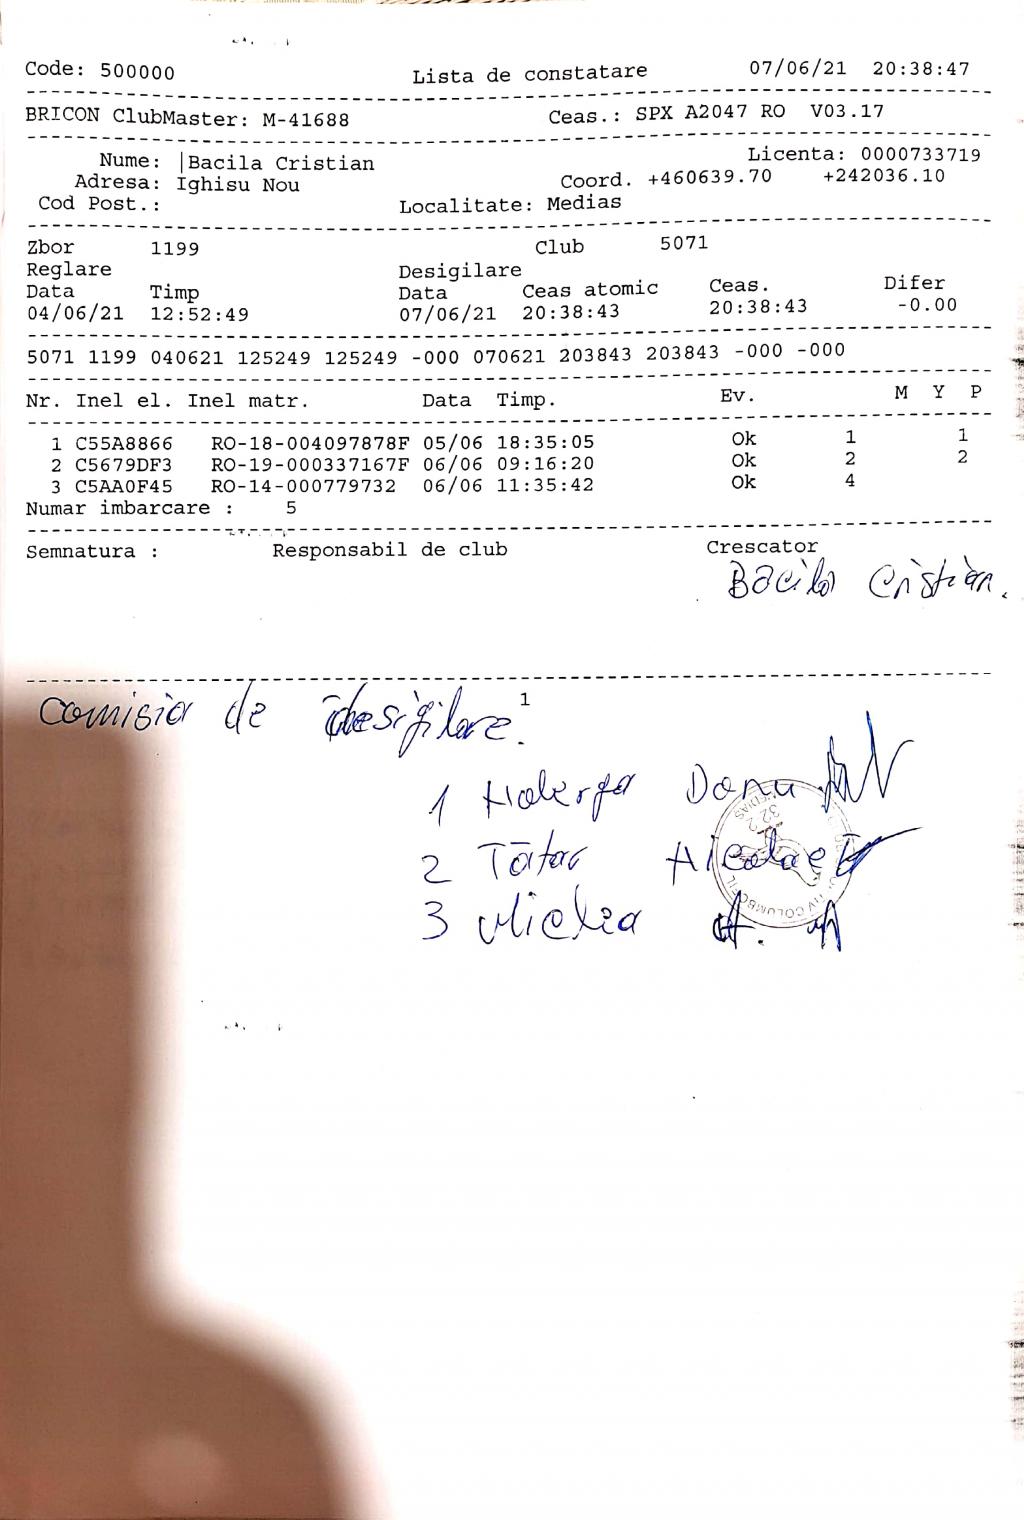 Code: 500000 Lista de constatare 07/06/21 20:38:47
BRICON ClubMaster: M-41688 Ceas.: SPX A2047 RO V03.17
Nume: |Bacila Cristian Licenta: 0000733719
Adresa: Ighisu Nou Coord. +460639.70 +242036.10
Cod Post.: Localitate: Medias
Zbor 1199 Club 5071
Reglare Desigilare
Data Timp Data Ceas atomic Ceas. Difer
04/06/21 12:52:49 07/06/21 20:38:43 20:38:43 -0.00
5071 1199 040621 125249 125249 -000 070621 203843 203843 -000 -000
Nr. Inel el. Inel matr. Data Timp. Ev. M Y P
1 C55A8866 RO-18-004097878F 05/06 18:35:05 Ok 1 1
2 C5679DF3 RO-19-000337167F 06/06 09:16:20 Ok 2 2
3 C5AA0F45 RO-14-000779732 06/06 11:35:42 Ok 4
Numar imbarcare : 5
Semnatura : Responsabil de club Crescator
Bacila Cristian.
1
Comisia de desigilare.
1 Danu
2 Tătar
3
COLUMBOFIL